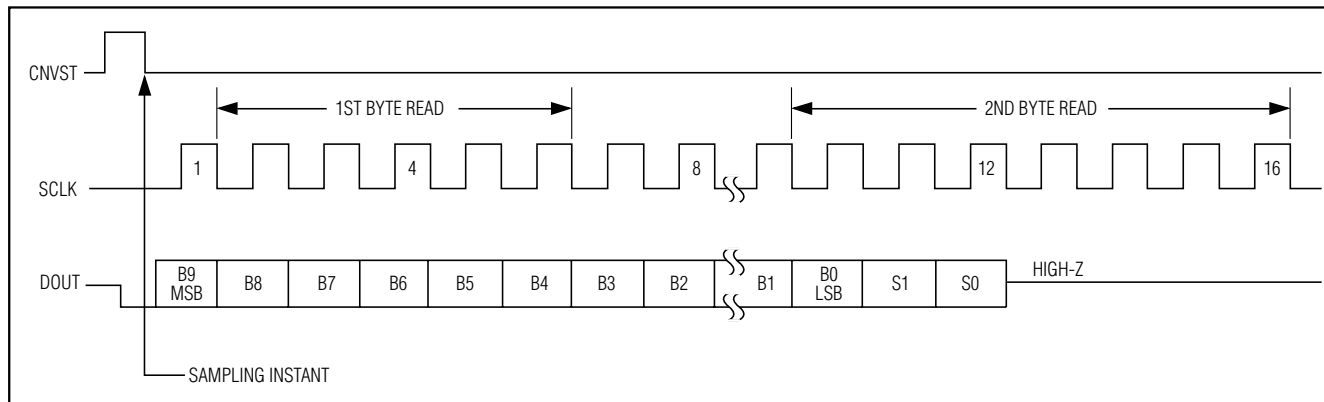 CNVST
1ST BYTE READ
2ND BYTE READ
SCLK
1
4
8
12
16
DOUT
B9
MSB
B8
B7
B6
B5
B4
B3
B2
B1
B0
LSB
S1
S0
HIGH-Z
SAMPLING INSTANT